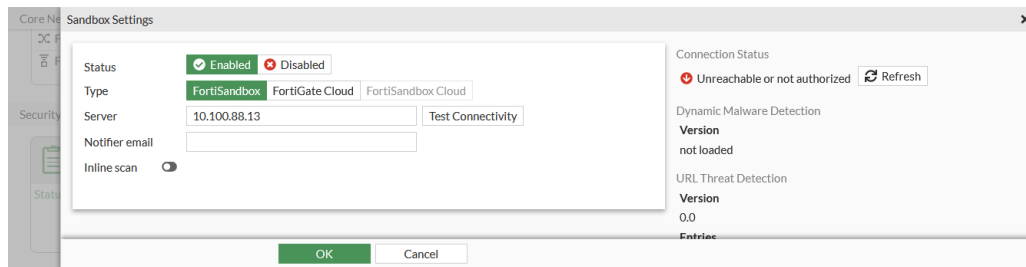 Core Ne
Sandbox Settings
Status
Enabled
Disabled
Type
FortiSandbox
FortiGate Cloud
FortiSandbox Cloud
Server
10.100.88.13
Test Connectivity
Notifier email
Inline scan
OK
Cancel
Security
Statu
Connection Status
Unreachable or not authorized
Refresh
Dynamic Malware Detection
Version
not loaded
URL Threat Detection
Version
0.0
Entries